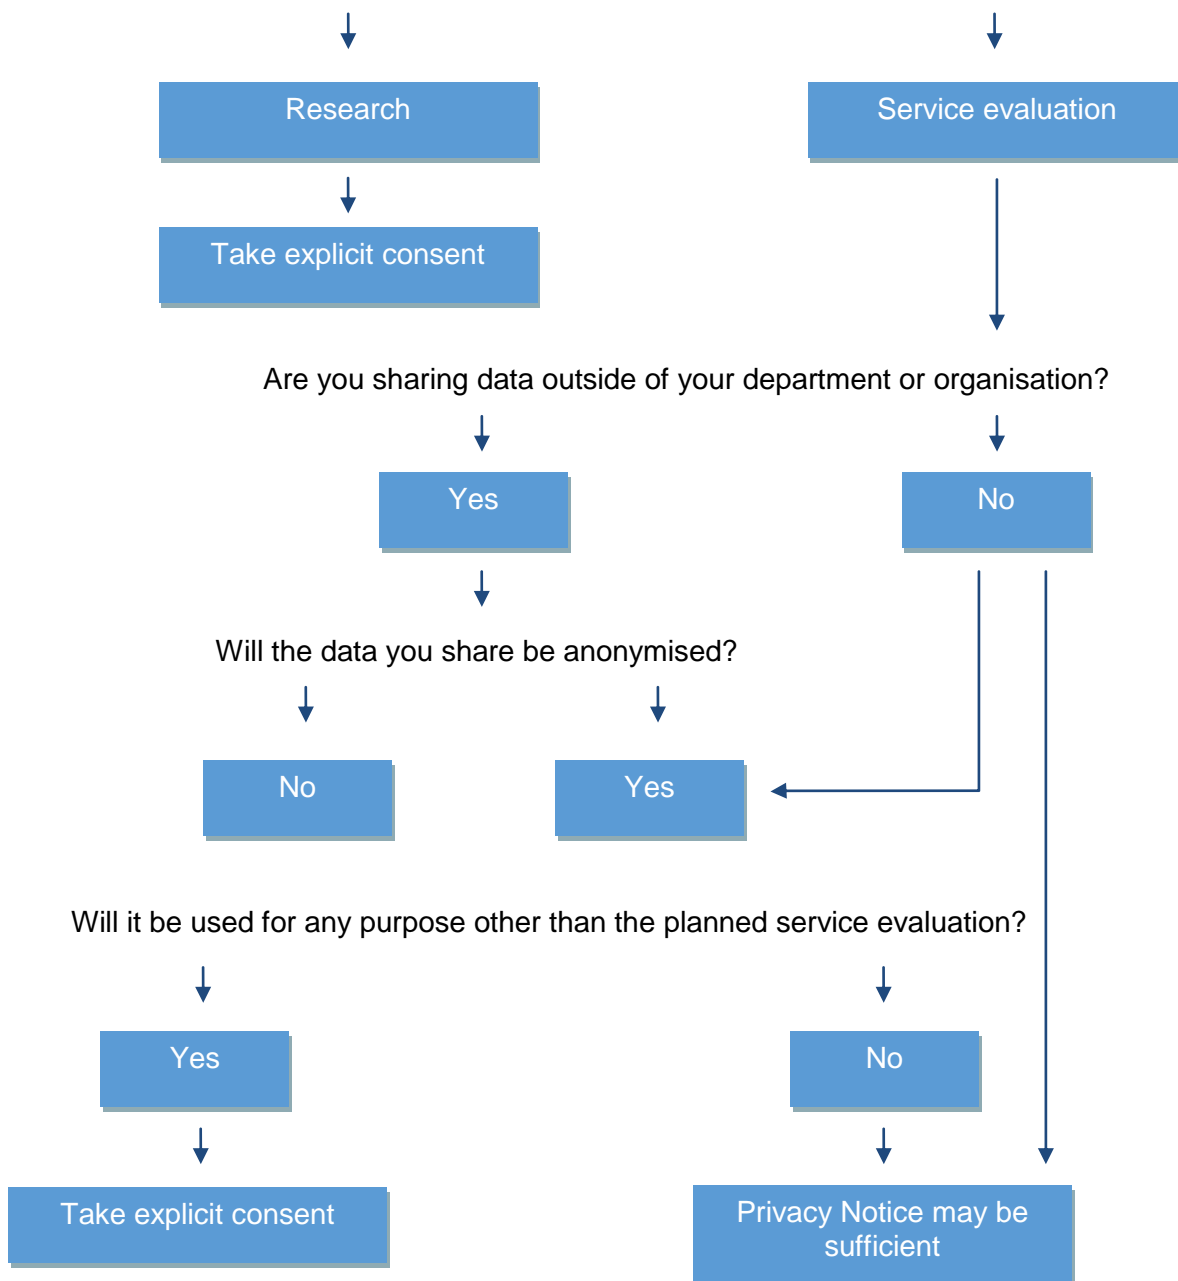 Research
Service evaluation
Take explicit consent
Are you sharing data outside of your department or organisation?
Yes
No
Will the data you share be anonymised?
No
Yes
Will it be used for any purpose other than the planned service evaluation?
Yes
No
Take explicit consent
Privacy Notice may be
sufficient